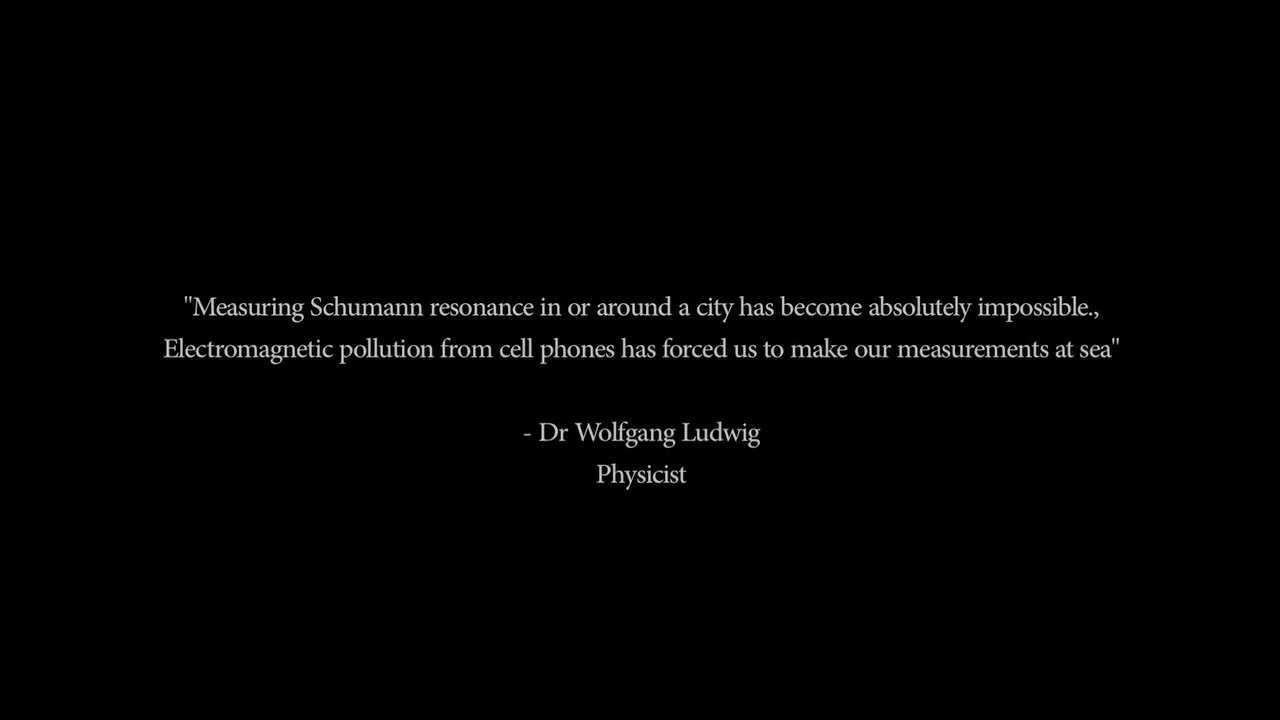 "Measuring Schumann resonance in or around a city has become absolutely impossible.,
Electromagnetic pollution from cell phones has forced us to make our measurements at sea"
- Dr Wolfgang Ludwig
Physicist